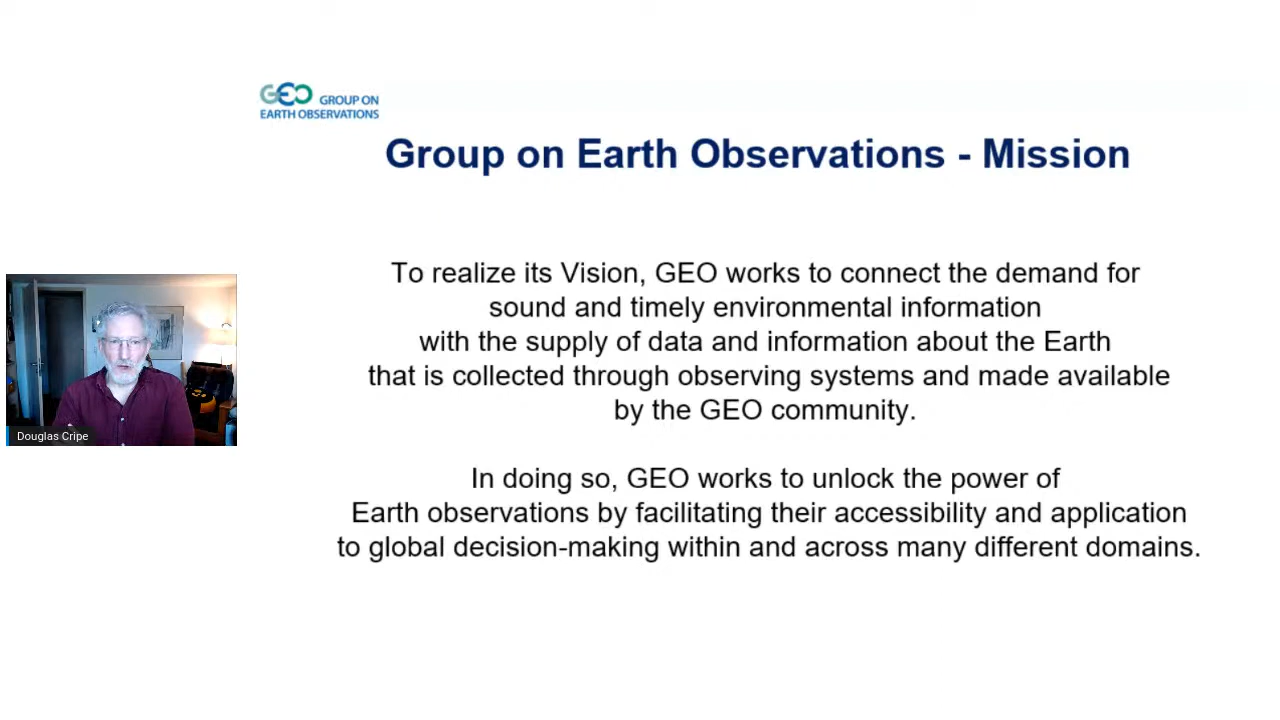 GEO GROUP ON
EARTH OBSERVATIONS
Group on Earth Observations - Mission
To realize its Vision, GEO works to connect the demand for
sound and timely environmental information
with the supply of data and information about the Earth
that is collected through observing systems and made available
by the GEO community.
In doing so, GEO works to unlock the power of
Earth observations by facilitating their accessibility and application
to global decision-making within and across many different domains.
Douglas Cripe